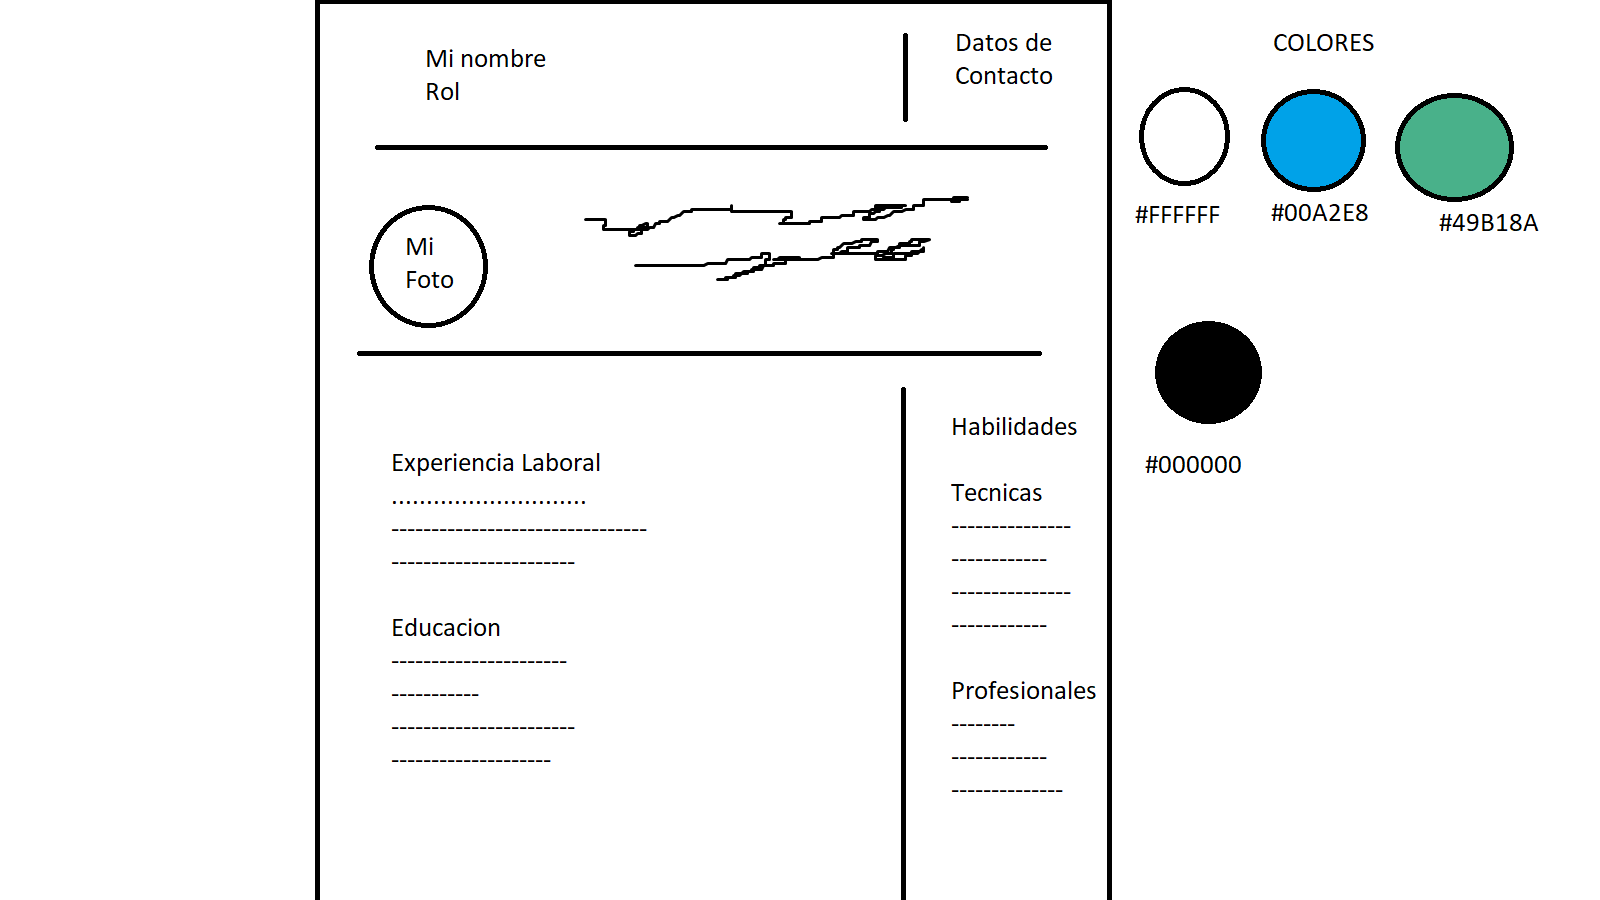 Mi nombre
Rol
Datos de
Contacto
Mi
Foto
Experiencia Laboral
...........................
--------------------------------
-----------------------
Educacion
----------------------
-----------
-----------------------
--------------------
Habilidades
Tecnicas
---------------
------------
---------------
------------
Profesionales
--------
------------
--------------
COLORES
#FFFFFF
#00A2E8
#49B18A
#000000